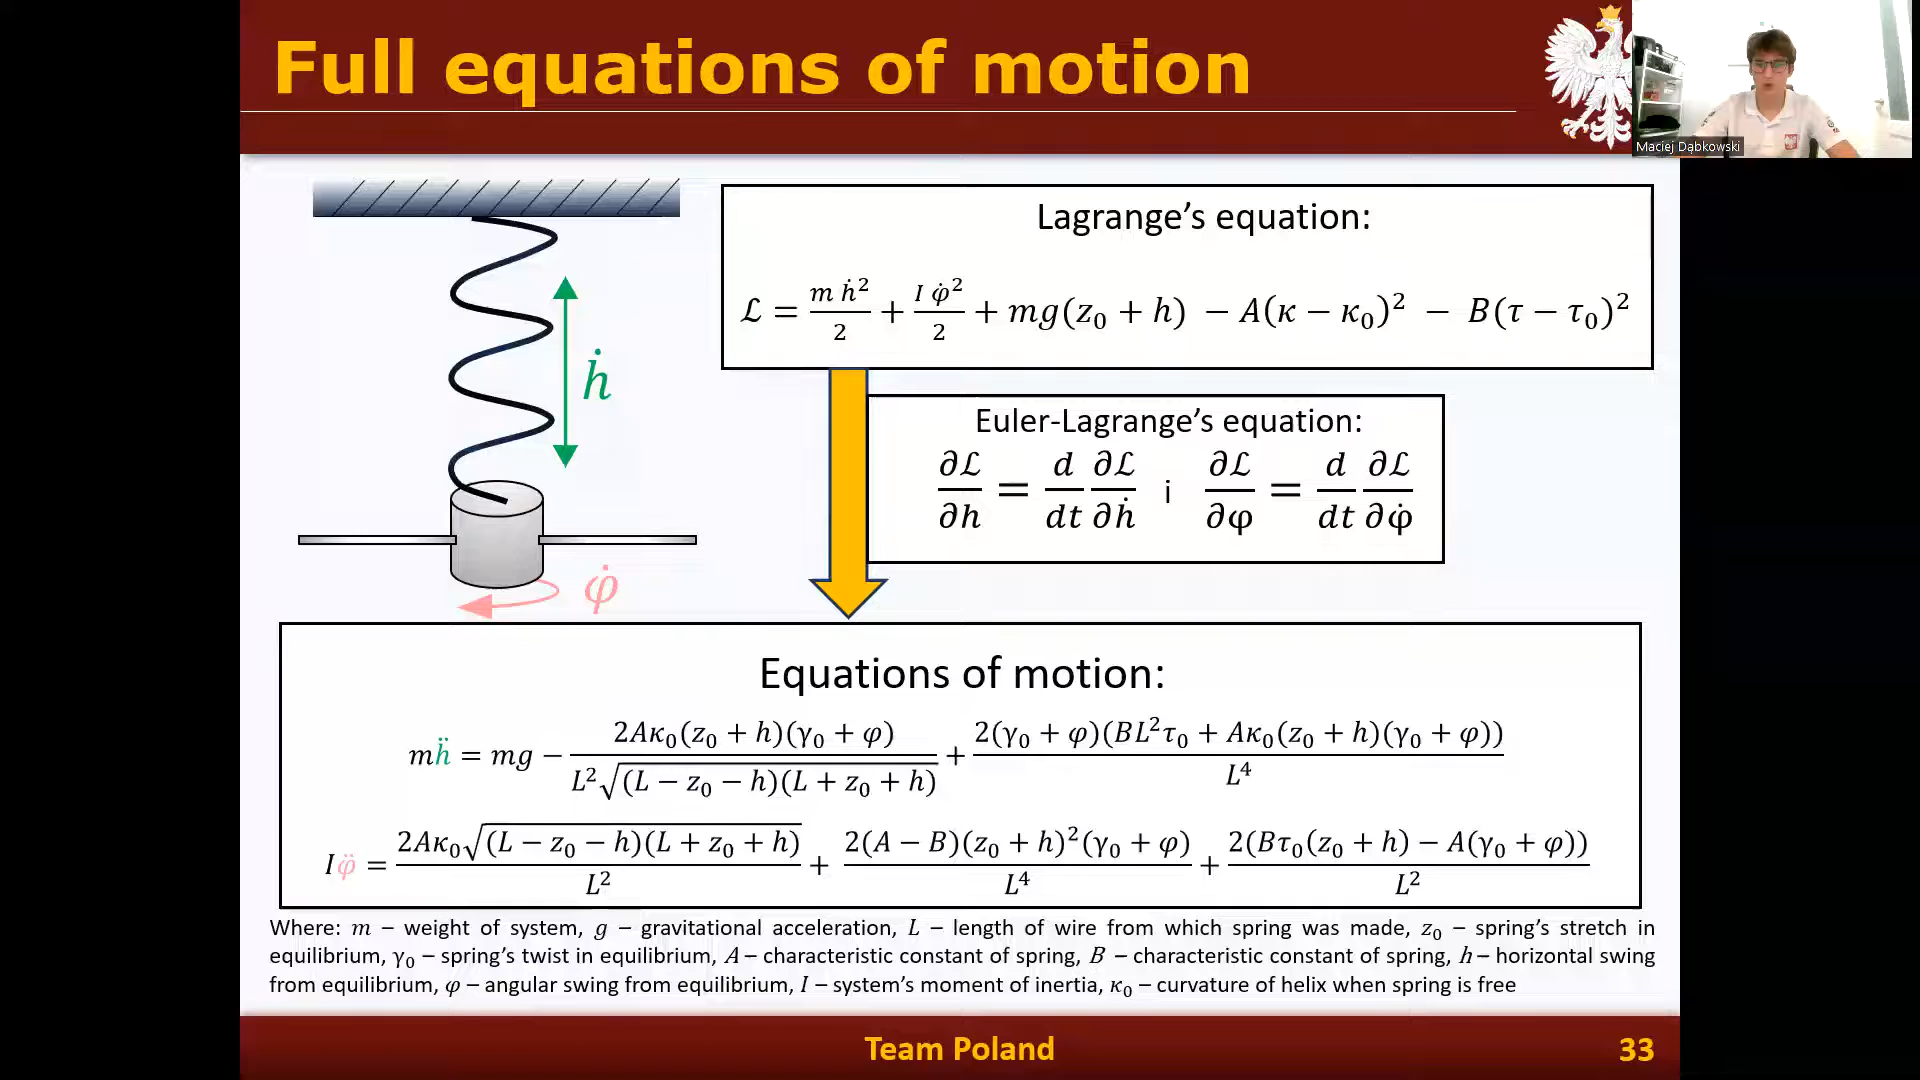 Full equations of motion
Maciej Dąbkowski
Lagrange's equation:
ℒ = m ḣ²/2 + I φ̇²/2 + mg(z₀ + h) − A(κ − κ₀)² − B(τ − τ₀)²
ḣ
Euler-Lagrange's equation:
∂ℒ/∂h = d/dt ∂ℒ/∂ḣ i ∂ℒ/∂φ = d/dt ∂ℒ/∂φ̇
φ̇
Equations of motion:
mḧ = mg − 2Aκ₀(z₀ + h)(γ₀ + φ)/(L²√((L − z₀ − h)(L + z₀ + h))) + 2(γ₀ + φ)(BL²τ₀ + Aκ₀(z₀ + h)(γ₀ + φ))/L⁴
Iφ̈ = 2Aκ₀√((L − z₀ − h)(L + z₀ + h))/L² + 2(A − B)(z₀ + h)²(γ₀ + φ)/L⁴ + 2(Bτ₀(z₀ + h) − A(γ₀ + φ))/L²
Where: m – weight of system, g – gravitational acceleration, L – length of wire from which spring was made, z₀ – spring's stretch in
equilibrium, γ₀ – spring's twist in equilibrium, A – characteristic constant of spring, B – characteristic constant of spring, h – horizontal swing
from equilibrium, φ – angular swing from equilibrium, I – system's moment of inertia, κ₀ – curvature of helix when spring is free
Team Poland
33